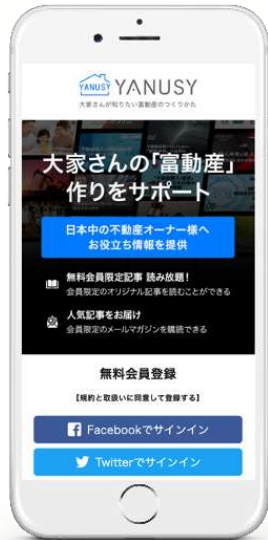 YANUSY YANUSY
大家さんが知りたい富動産のつくりかた
大家さんの「富動産」
作りをサポート
日本中の不動産オーナー様へ
お役立ち情報を提供
無料会員限定記事 読み放題！
会員限定のオリジナル記事を読むことができる
人気記事をお届け
会員限定のメールマガジンを購読できる
無料会員登録
【規約と取扱いに同意して登録する】
Facebookでサインイン
Twitterでサインイン